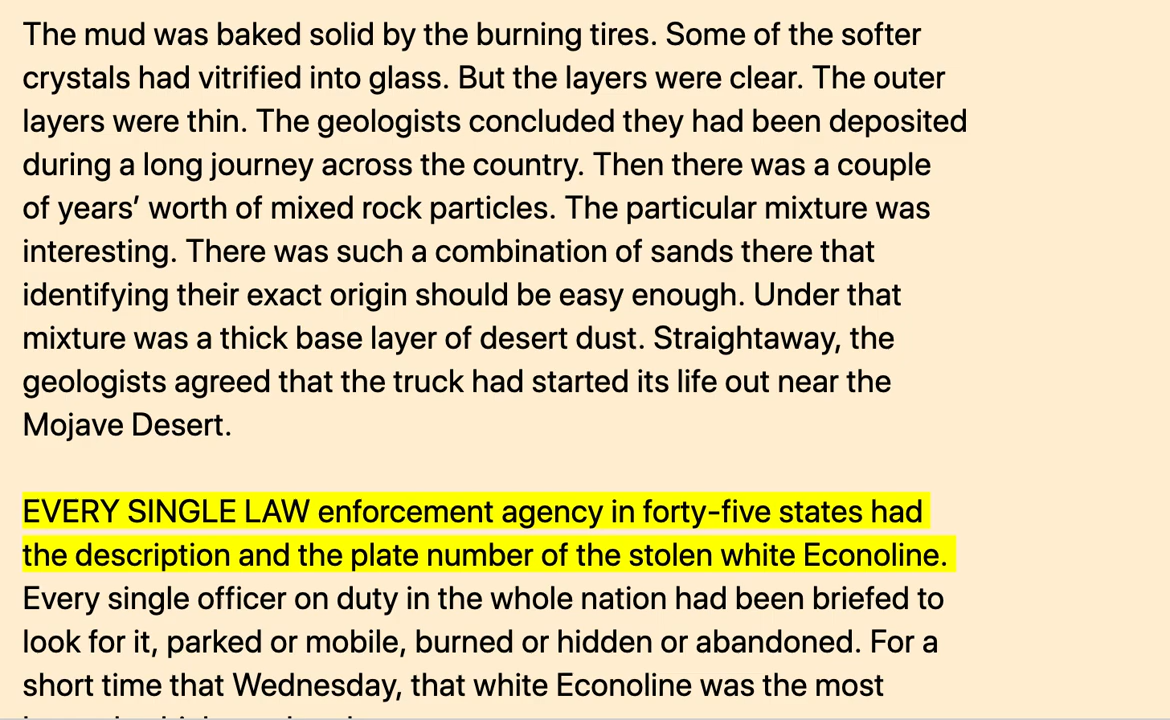 The mud was baked solid by the burning tires. Some of the softer
crystals had vitrified into glass. But the layers were clear. The outer
layers were thin. The geologists concluded they had been deposited
during a long journey across the country. Then there was a couple
of years’ worth of mixed rock particles. The particular mixture was
interesting. There was such a combination of sands there that
identifying their exact origin should be easy enough. Under that
mixture was a thick base layer of desert dust. Straightaway, the
geologists agreed that the truck had started its life out near the
Mojave Desert.
EVERY SINGLE LAW enforcement agency in forty-five states had
the description and the plate number of the stolen white Econoline.
Every single officer on duty in the whole nation had been briefed to
look for it, parked or mobile, burned or hidden or abandoned. For a
short time that Wednesday, that white Econoline was the most